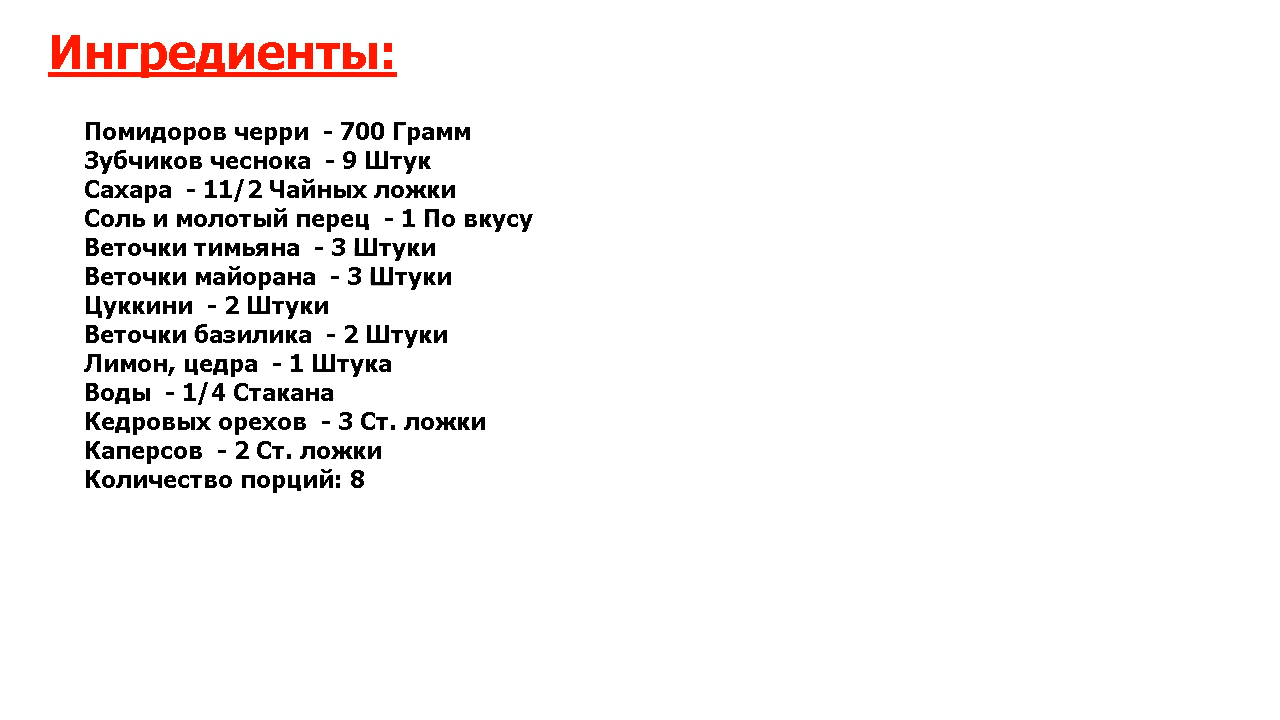 Ингредиенты:
Помидоров черри  - 700 Грамм
Зубчиков чеснока  - 9 Штук
Сахара  - 11/2 Чайных ложки
Соль и молотый перец  - 1 По вкусу
Веточки тимьяна  - 3 Штуки
Веточки майорана  - 3 Штуки
Цуккини  - 2 Штуки
Веточки базилика  - 2 Штуки
Лимон, цедра  - 1 Штука
Воды  - 1/4 Стакана
Кедровых орехов  - 3 Ст. ложки
Каперсов  - 2 Ст. ложки
Количество порций: 8